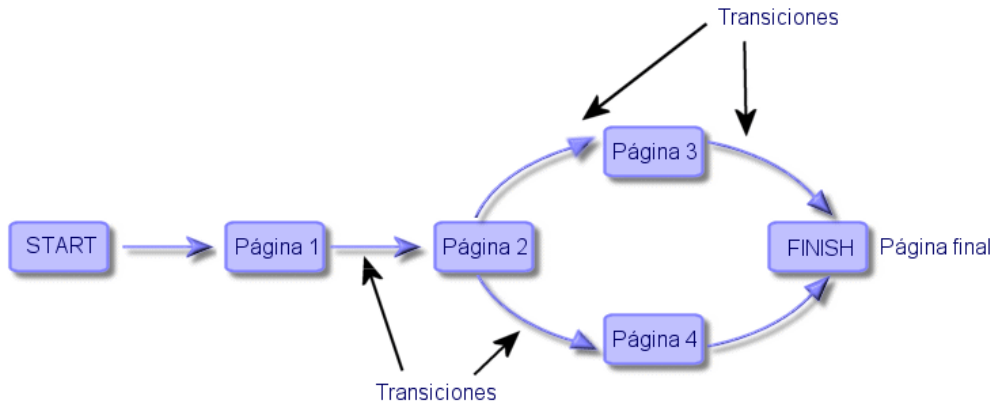 Transiciones
Página 3
START
Página 1
Página 2
FINISH
Página final
Página 4
Transiciones